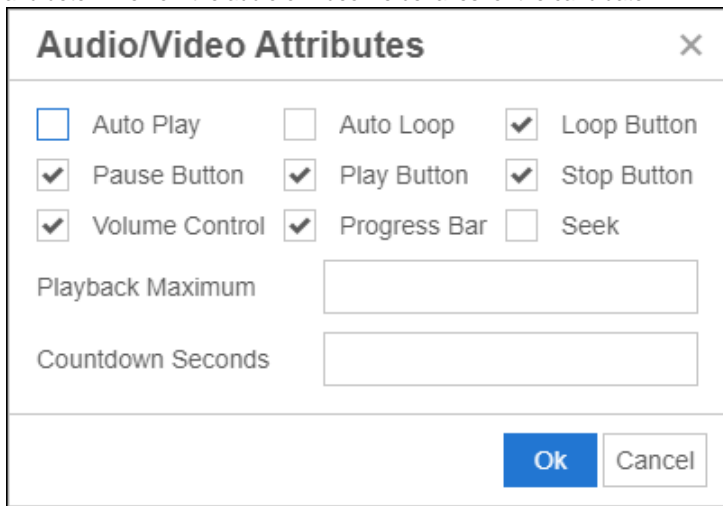 Audio/Video Attributes
Auto Play Auto Loop Loop Button
Pause Button Play Button Stop Button
Volume Control Progress Bar Seek
Playback Maximum
Countdown Seconds
Ok Cancel